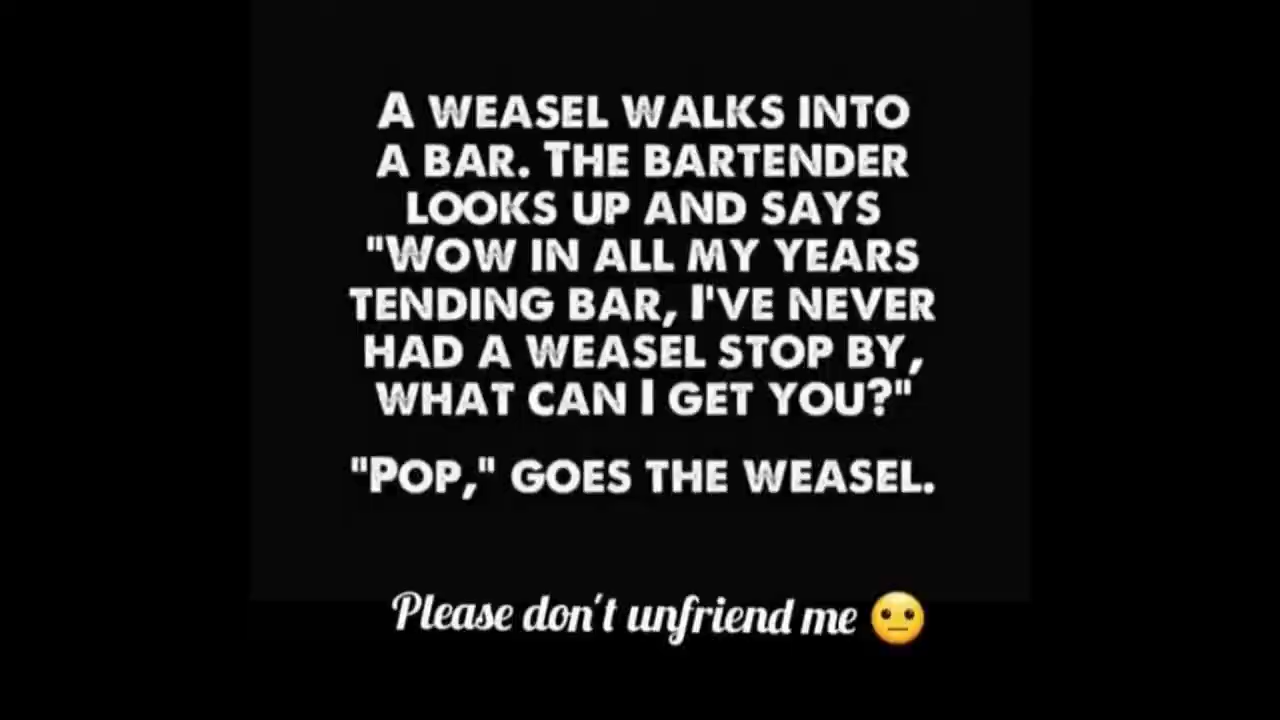 A WEASEL WALKS INTO
A BAR. THE BARTENDER
LOOKS UP AND SAYS
"WOW IN ALL MY YEARS
TENDING BAR, I'VE NEVER
HAD A WEASEL STOP BY,
WHAT CAN I GET YOU?"
"POP," GOES THE WEASEL.
Please don't unfriend me 😐